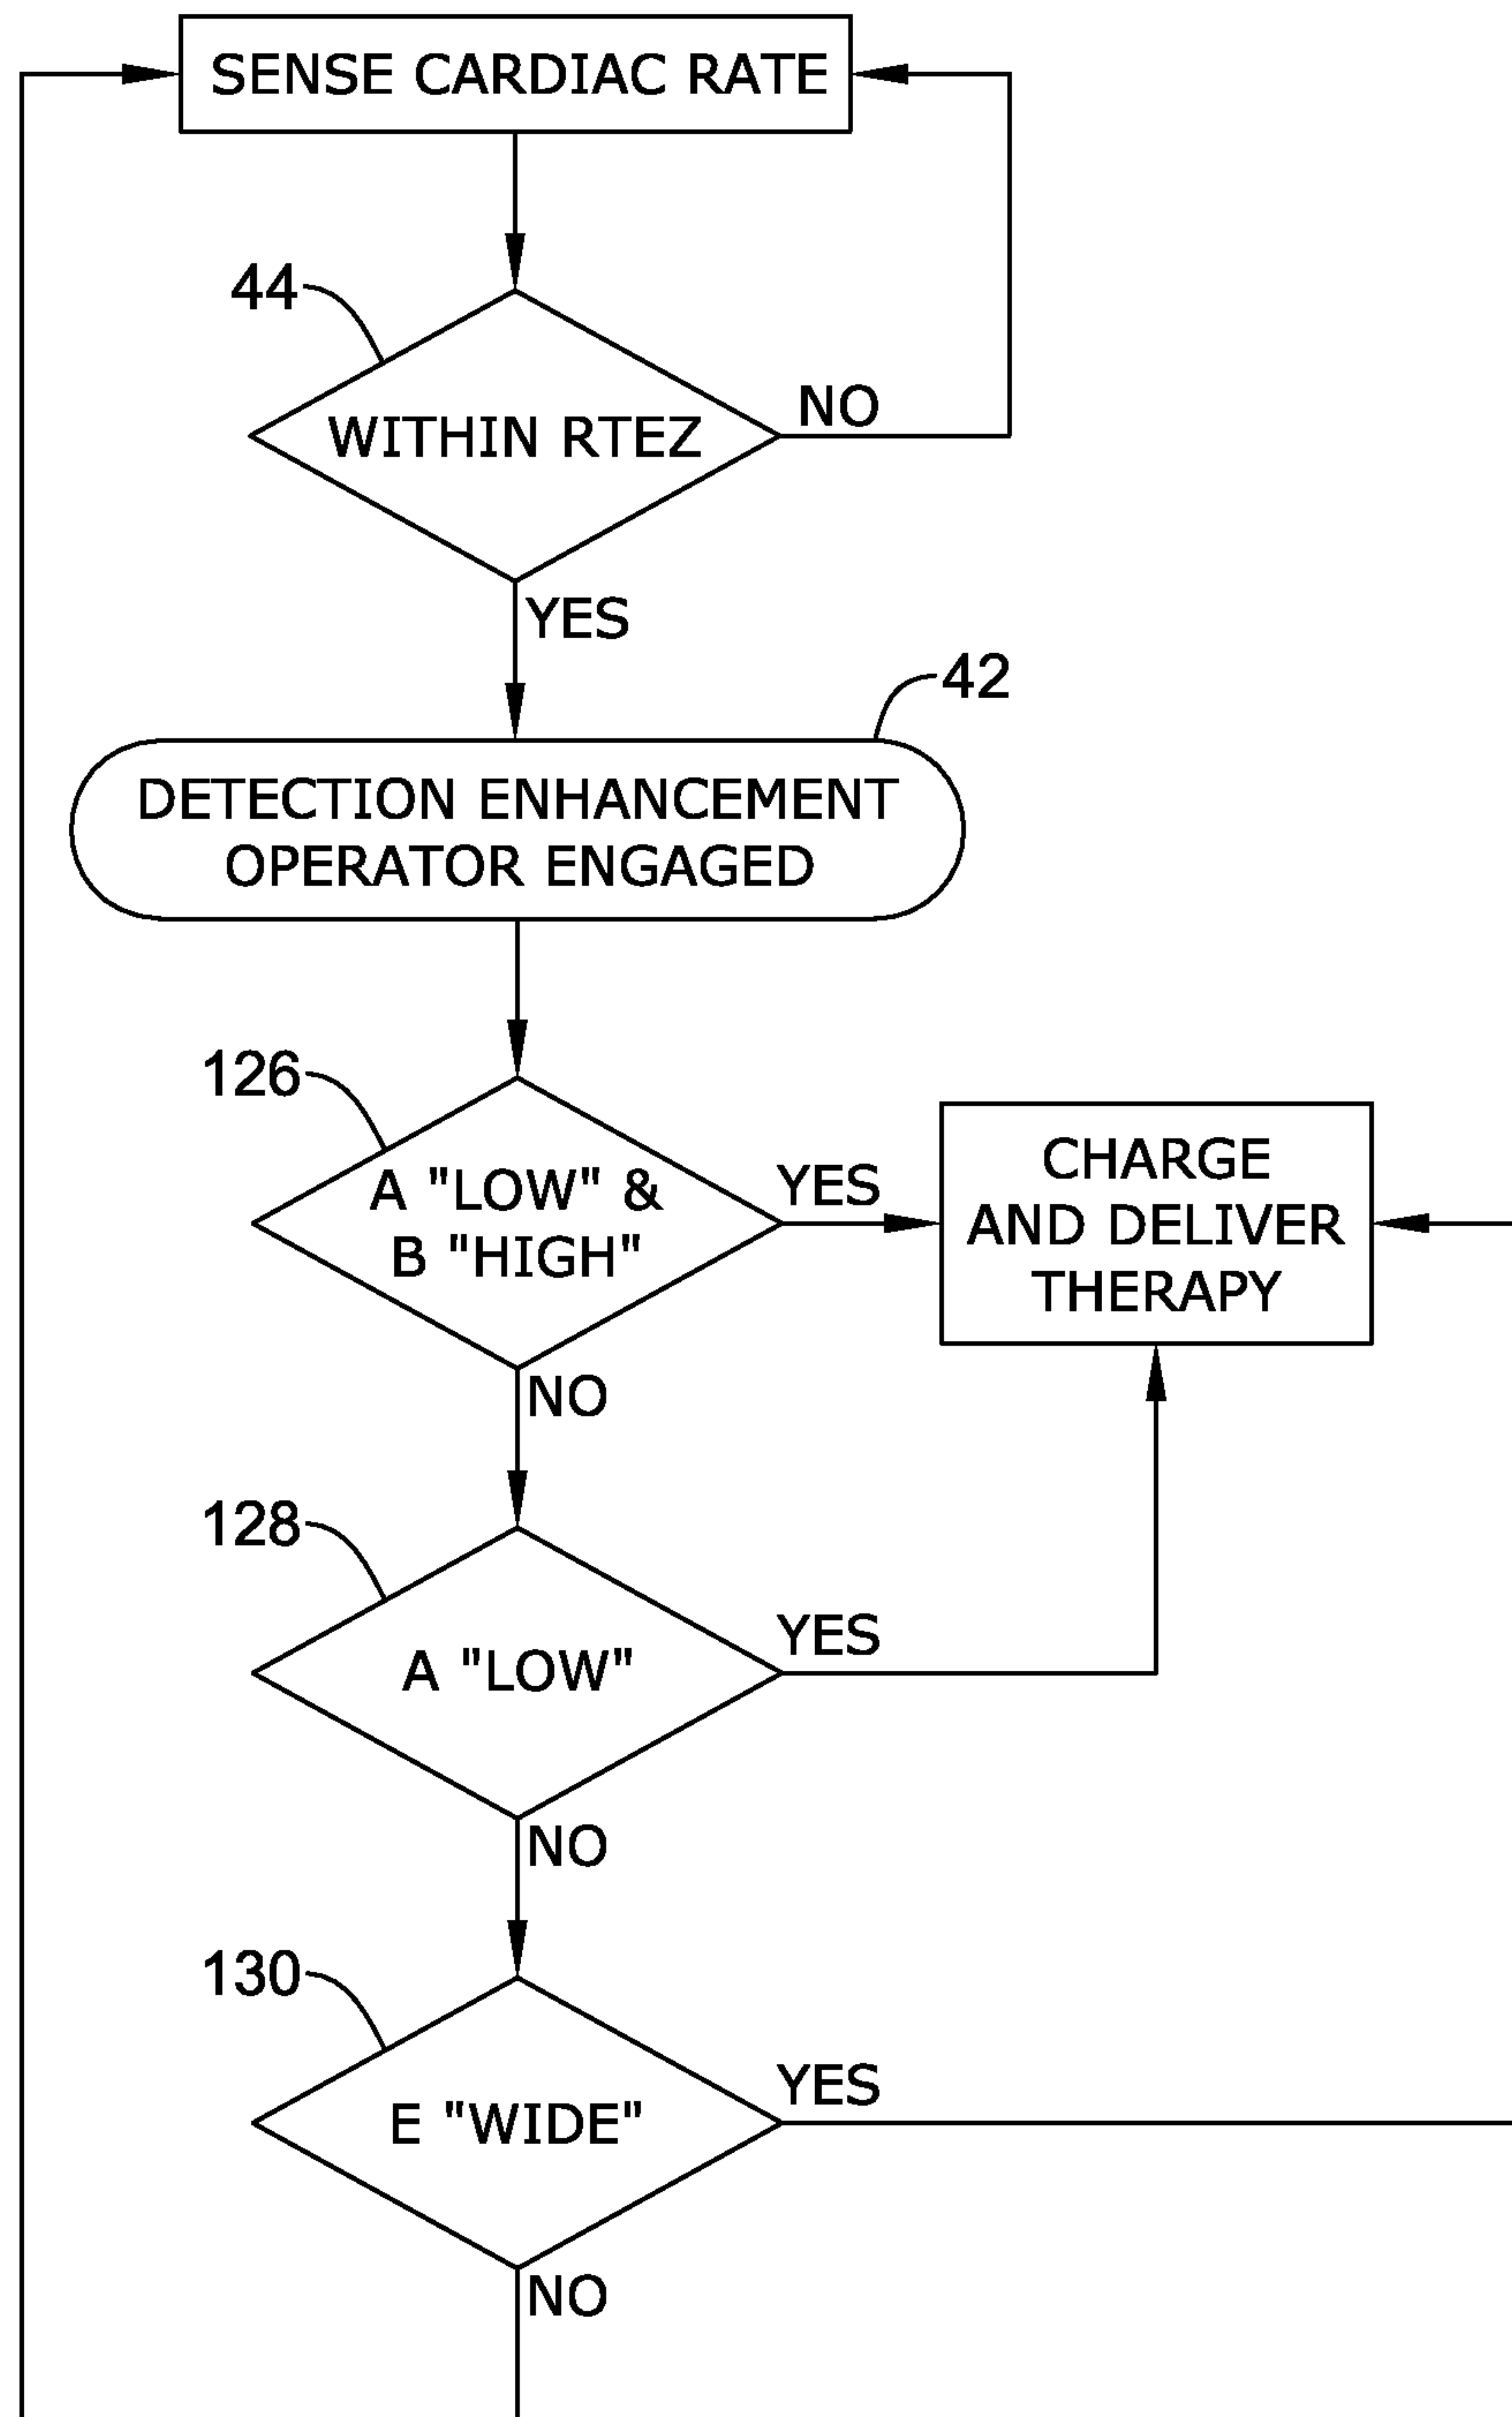 SENSE CARDIAC RATE
44
WITHIN RTEZ
NO
YES
42
DETECTION ENHANCEMENT
OPERATOR ENGAGED
126
A "LOW" &
B "HIGH"
YES
CHARGE
AND DELIVER
THERAPY
NO
128
A "LOW"
YES
NO
130
E "WIDE"
YES
NO